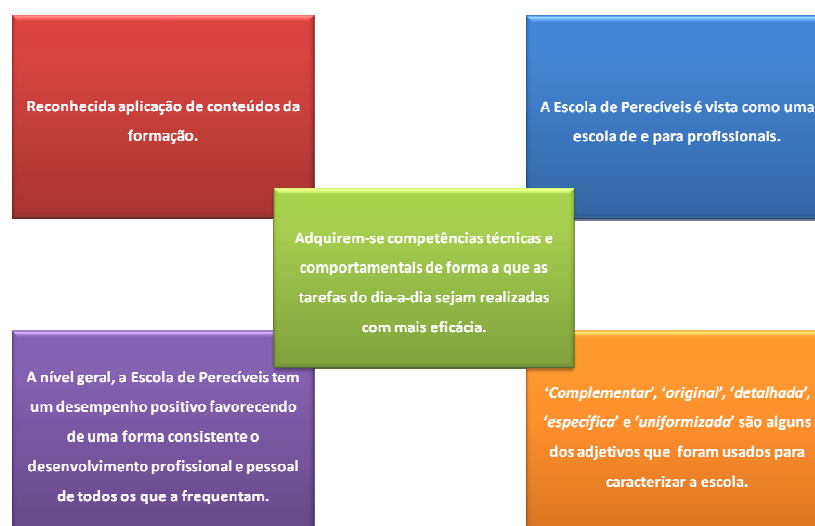 Reconhecida aplicação de conteúdos da
formação.
A Escola de Perecíveis é vista como uma
escola de e para profissionais.
Adquirem-se competências técnicas e
comportamentais de forma a que as
tarefas do dia-a-dia sejam realizadas
com mais eficácia.
A nível geral, a Escola de Perecíveis tem
um desempenho positivo favorecendo
de uma forma consistente o
desenvolvimento profissional e pessoal
de todos os que a frequentam.
‘Complementar’, ‘original’, ‘detalhada’,
‘específica’ e ‘uniformizada’ são alguns
dos adjetivos que foram usados para
caracterizar a escola.